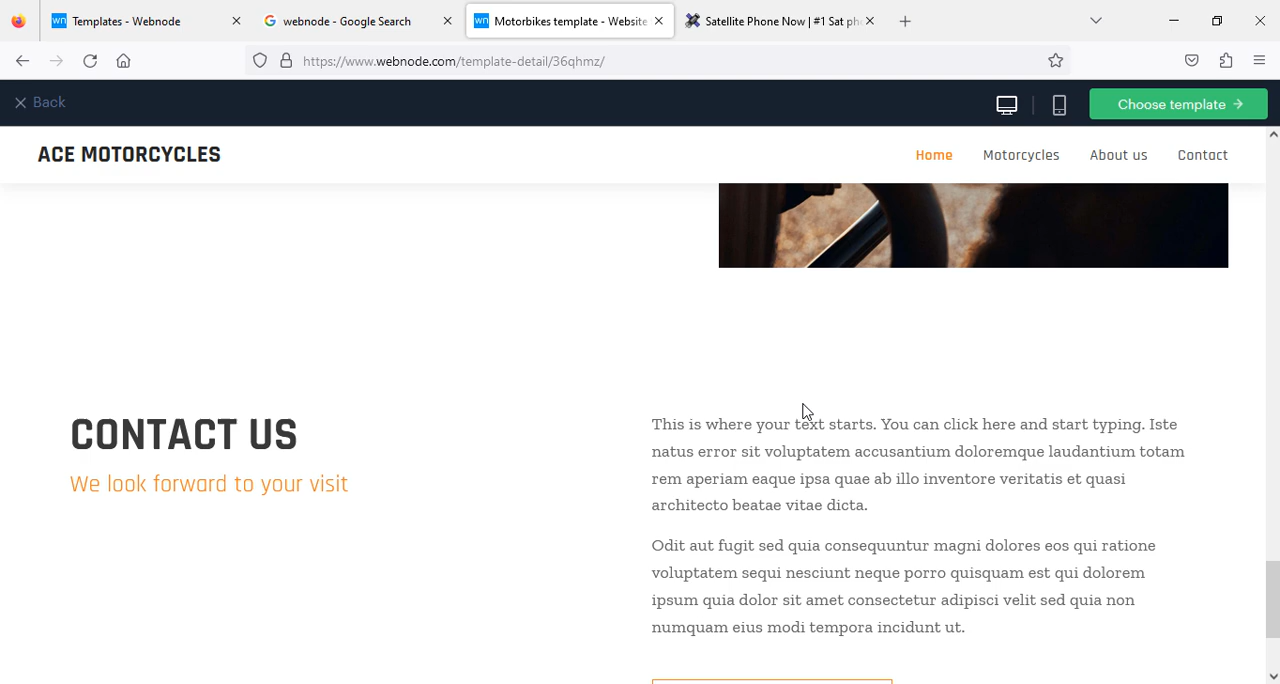 Templates - Webnode
webnode - Google Search
Motorbikes template - Website
Satellite Phone Now | #1 Sat ph
https://www.webnode.com/template-detail/36qhmz/
Back
Choose template
ACE MOTORCYCLES
Home
Motorcycles
About us
Contact
CONTACT US
We look forward to your visit
This is where your text starts. You can click here and start typing. Iste
natus error sit voluptatem accusantium doloremque laudantium totam
rem aperiam eaque ipsa quae ab illo inventore veritatis et quasi
architecto beatae vitae dicta.
Odit aut fugit sed quia consequuntur magni dolores eos qui ratione
voluptatem sequi nesciunt neque porro quisquam est qui dolorem
ipsum quia dolor sit amet consectetur adipisci velit sed quia non
numquam eius modi tempora incidunt ut.